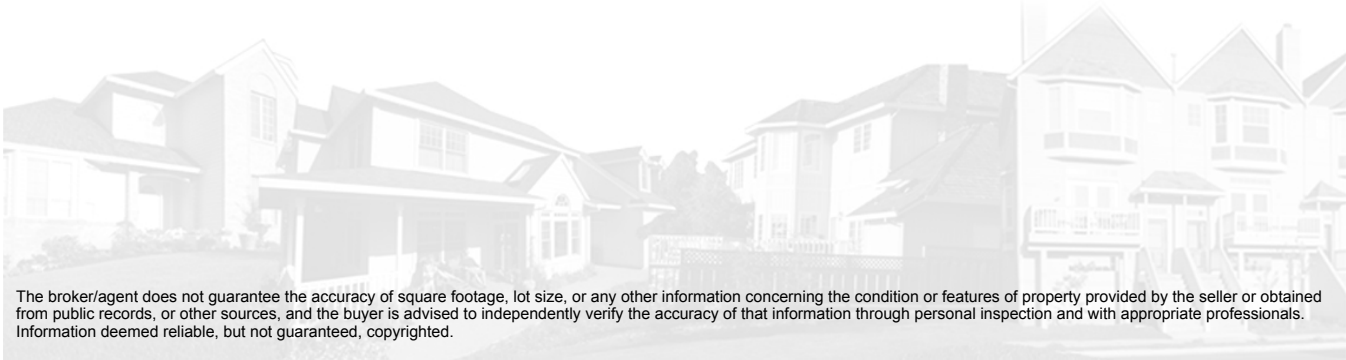 The broker/agent does not guarantee the accuracy of square footage, lot size, or any other information concerning the condition or features of property provided by the seller or obtained
from public records, or other sources, and the buyer is advised to independently verify the accuracy of that information through personal inspection and with appropriate professionals.
Information deemed reliable, but not guaranteed, copyrighted.